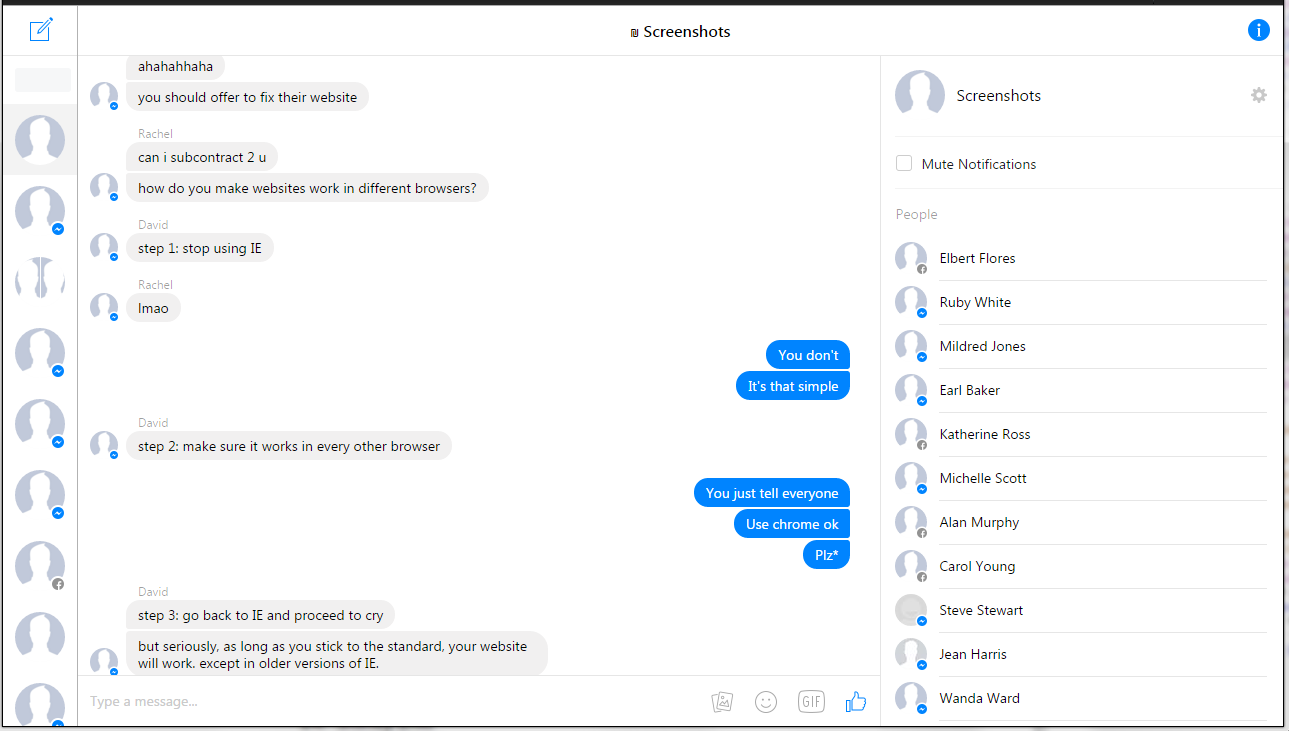 ₪ Screenshots
ahahahhaha
you should offer to fix their website
Rachel
can i subcontract 2 u
how do you make websites work in different browsers?
David
step 1: stop using IE
Rachel
lmao
You don't
It's that simple
David
step 2: make sure it works in every other browser
You just tell everyone
Use chrome ok
Plz*
David
step 3: go back to IE and proceed to cry
but seriously, as long as you stick to the standard, your website
will work. except in older versions of IE.
Type a message...
GIF
Screenshots
Mute Notifications
People
Elbert Flores
Ruby White
Mildred Jones
Earl Baker
Katherine Ross
Michelle Scott
Alan Murphy
Carol Young
Steve Stewart
Jean Harris
Wanda Ward